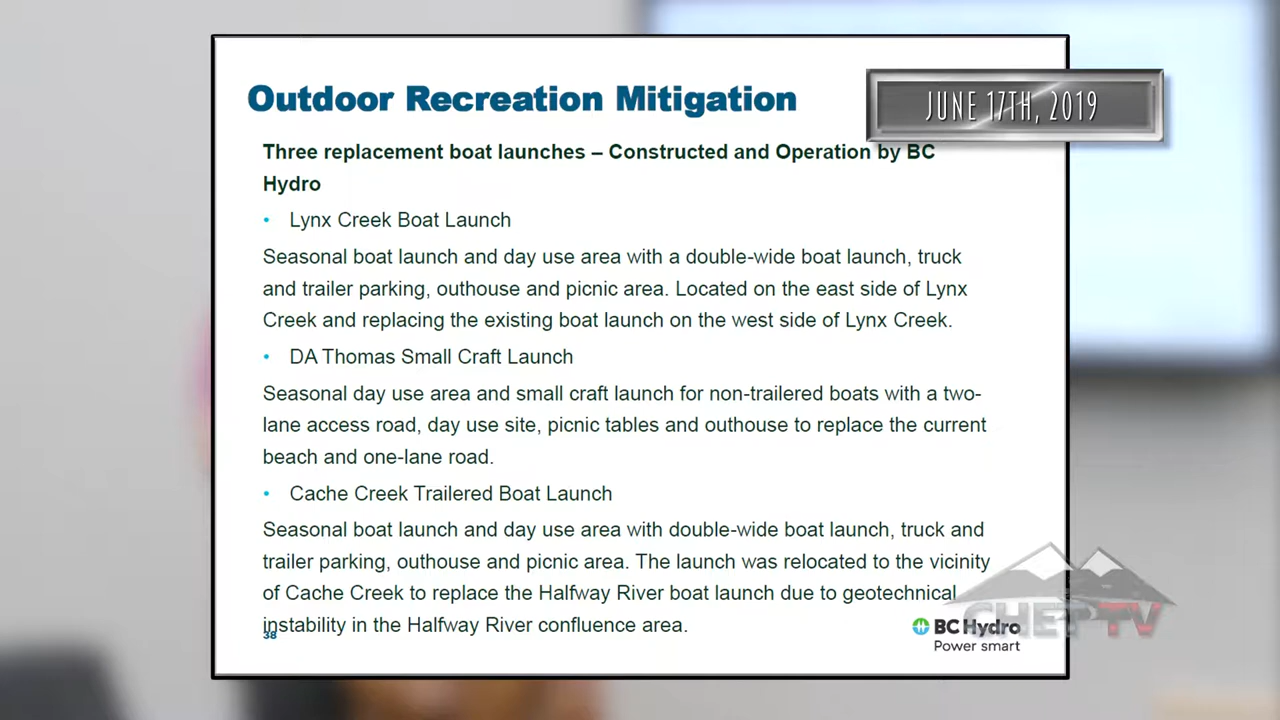 Outdoor Recreation Mitigation
JUNE 17TH, 2019
Three replacement boat launches – Constructed and Operation by BC
Hydro
• Lynx Creek Boat Launch
Seasonal boat launch and day use area with a double-wide boat launch, truck
and trailer parking, outhouse and picnic area. Located on the east side of Lynx
Creek and replacing the existing boat launch on the west side of Lynx Creek.
• DA Thomas Small Craft Launch
Seasonal day use area and small craft launch for non-trailered boats with a two-
lane access road, day use site, picnic tables and outhouse to replace the current
beach and one-lane road.
• Cache Creek Trailered Boat Launch
Seasonal boat launch and day use area with double-wide boat launch, truck and
trailer parking, outhouse and picnic area. The launch was relocated to the vicinity
of Cache Creek to replace the Halfway River boat launch due to geotechnical
instability in the Halfway River confluence area.
38
BC Hydro
Power smart
CHET TV